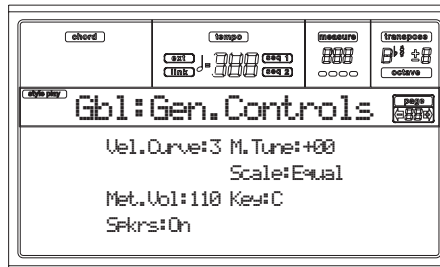 chord tempo measure transpose
ext seq 1
link seq 2
octave
style play Gbl:Gen.Controls page
Vel.Curve:3 M.Tune:+00
Scale:Equal
Met.Vol:110 Key:C
Spkrs:On